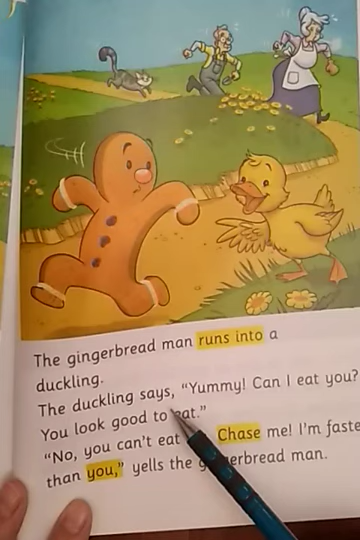 The gingerbread man runs into a
duckling.
The duckling says, "Yummy! Can I eat you?
You look good to eat."
"No, you can't eat Chase me! I'm faste
than you," yells the gingerbread man.